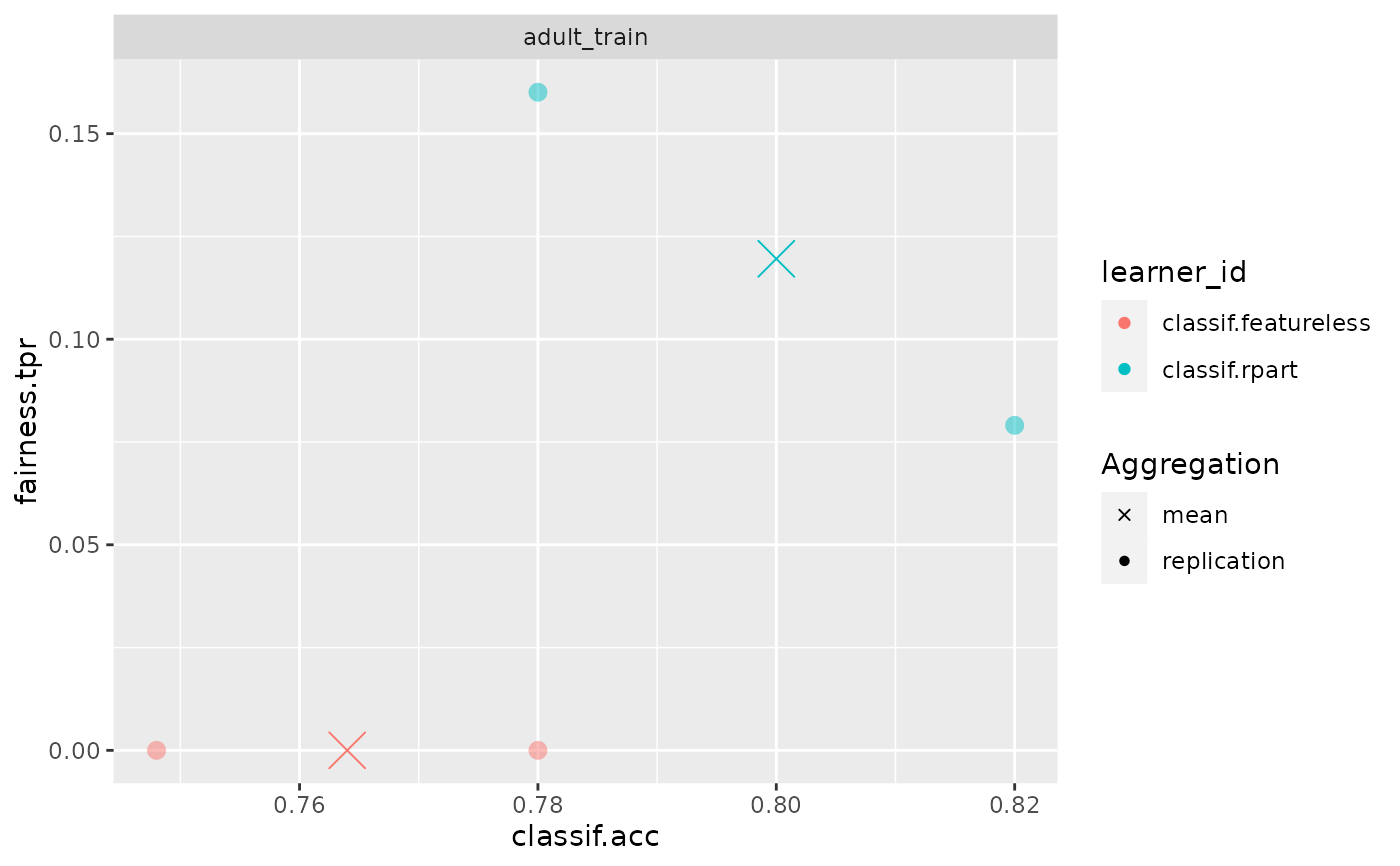 adult_train
0.15
0.10
0.05
0.00
fairness.tpr
0.76 0.78 0.80 0.82
classif.acc
learner_id
classif.featureless
classif.rpart
Aggregation
mean
replication